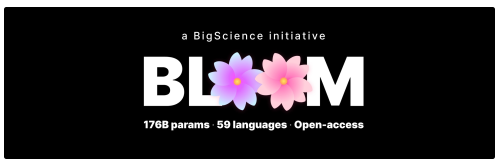 a BigScience initiative
BLOOM
176B params · 59 languages · Open-access